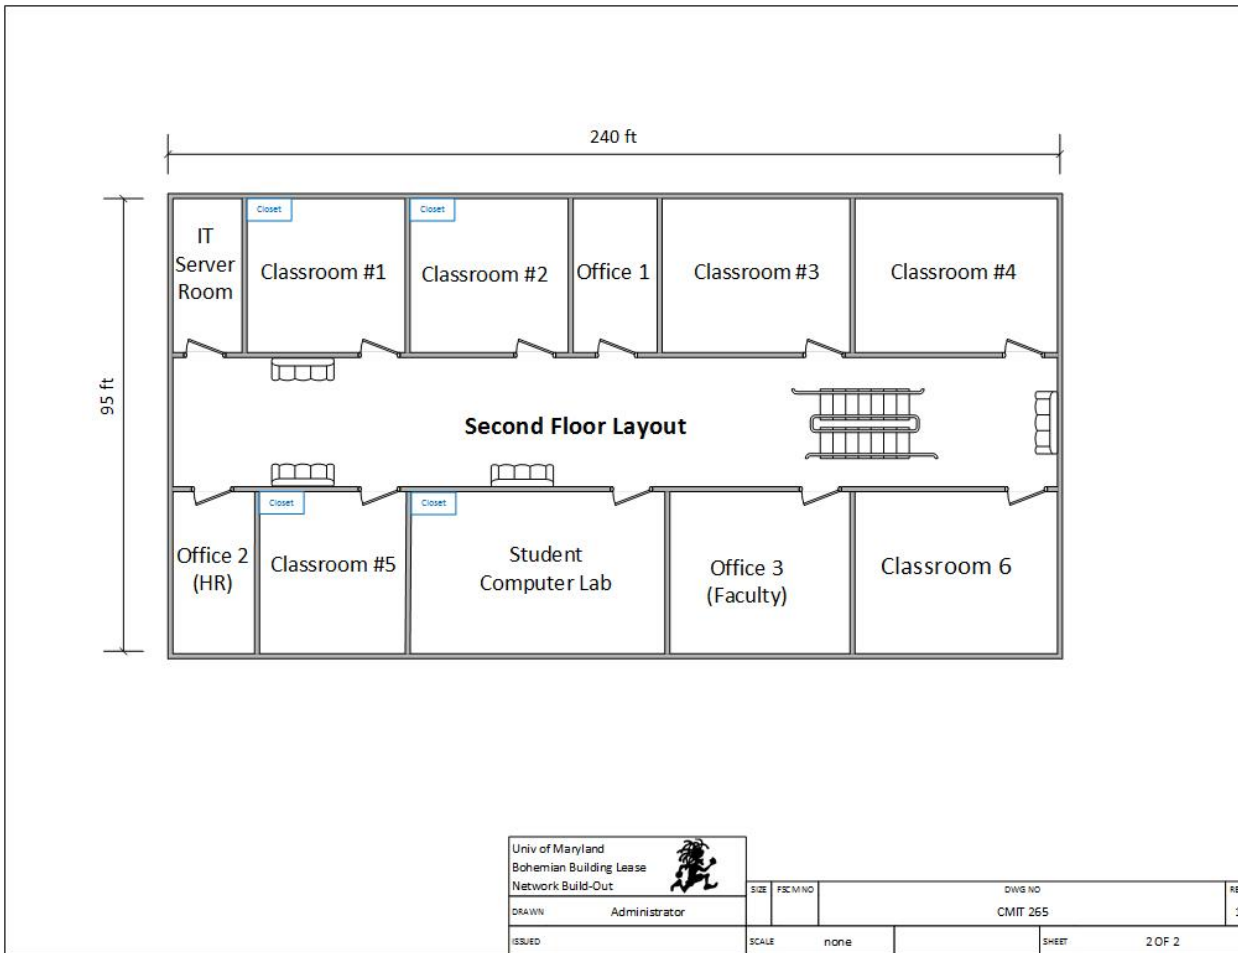 240 ft
95 ft
Closet
Closet
IT
Server
Room
Classroom #1
Classroom #2
Office 1
Classroom #3
Classroom #4
Second Floor Layout
Closet
Closet
Office 2
(HR)
Classroom #5
Student
Computer Lab
Office 3
(Faculty)
Classroom 6
Univ of Maryland
Bohemian Building Lease
Network Build-Out
DRAWN Administrator
ISSUED
SIZE FSCM NO DWG NO
CMIT 265
SCALE none SHEET 2 OF 2